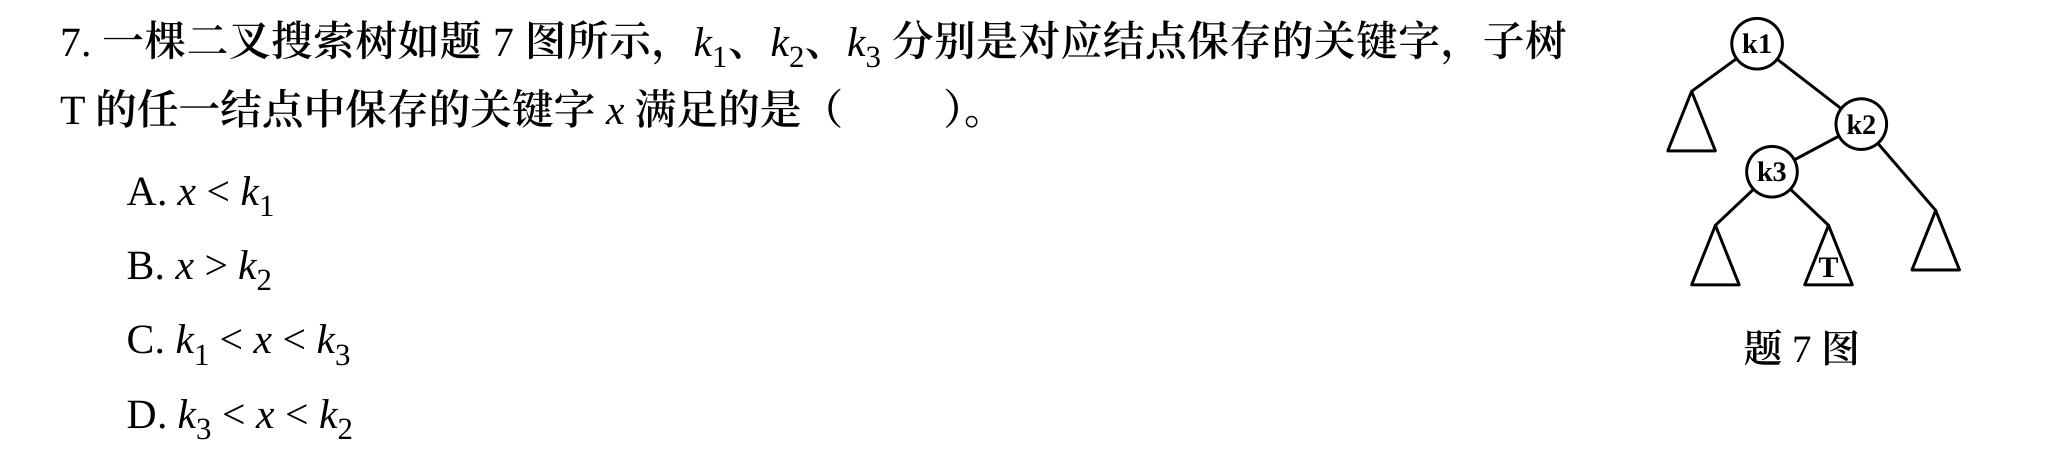 7. 一棵二叉搜索树如题 7 图所示，k1、k2、k3 分别是对应结点保存的关键字，子树
T 的任一结点中保存的关键字 x 满足的是（  ）。
A. x < k1
B. x > k2
C. k1 < x < k3
D. k3 < x < k2
k1
k2
k3
T
题 7 图